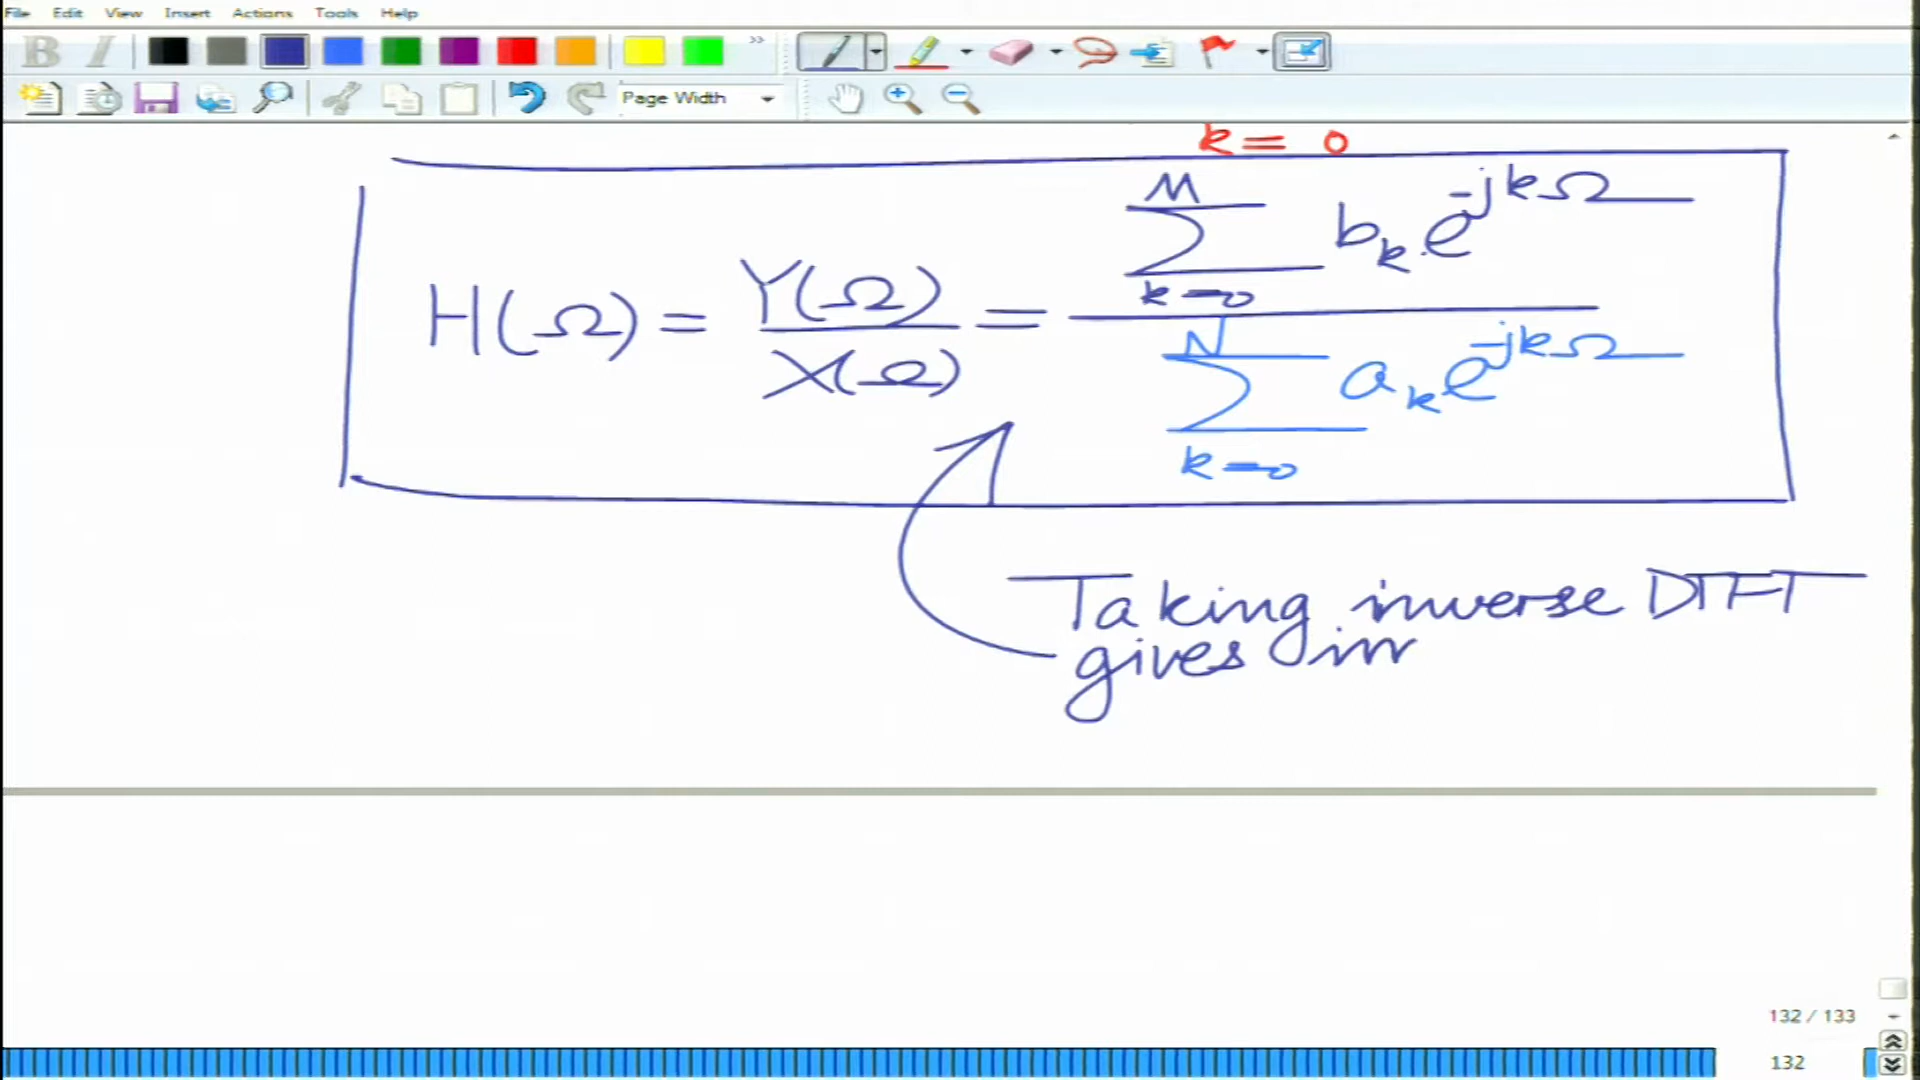 File Edit View Insert Actions Tools Help
B I
Page Width
k = 0
H(Ω) = Y(Ω) / X(Ω) = M ∑ k=0 b_k e^{-jkΩ} / N ∑ k=0 a_k e^{-jkΩ}
Taking inverse DTFT
gives im
132 / 133
132